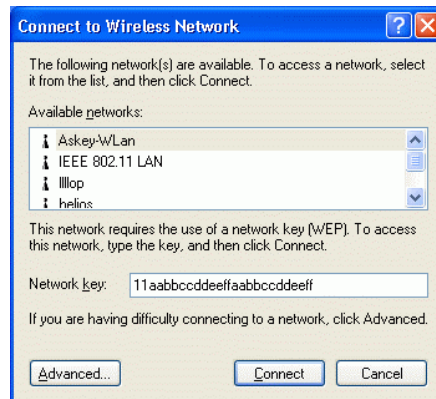 Connect to Wireless Network
The following network(s) are available. To access a network, select
it from the list, and then click Connect.
Available networks:
Askey-WLan
IEEE 802.11 LAN
llllop
helios
This network requires the use of a network key (WEP). To access
this network, type the key, and then click Connect.
Network key: 11aabbccddeeffaabbccddeeff
If you are having difficulty connecting to a network, click Advanced.
Advanced... Connect Cancel